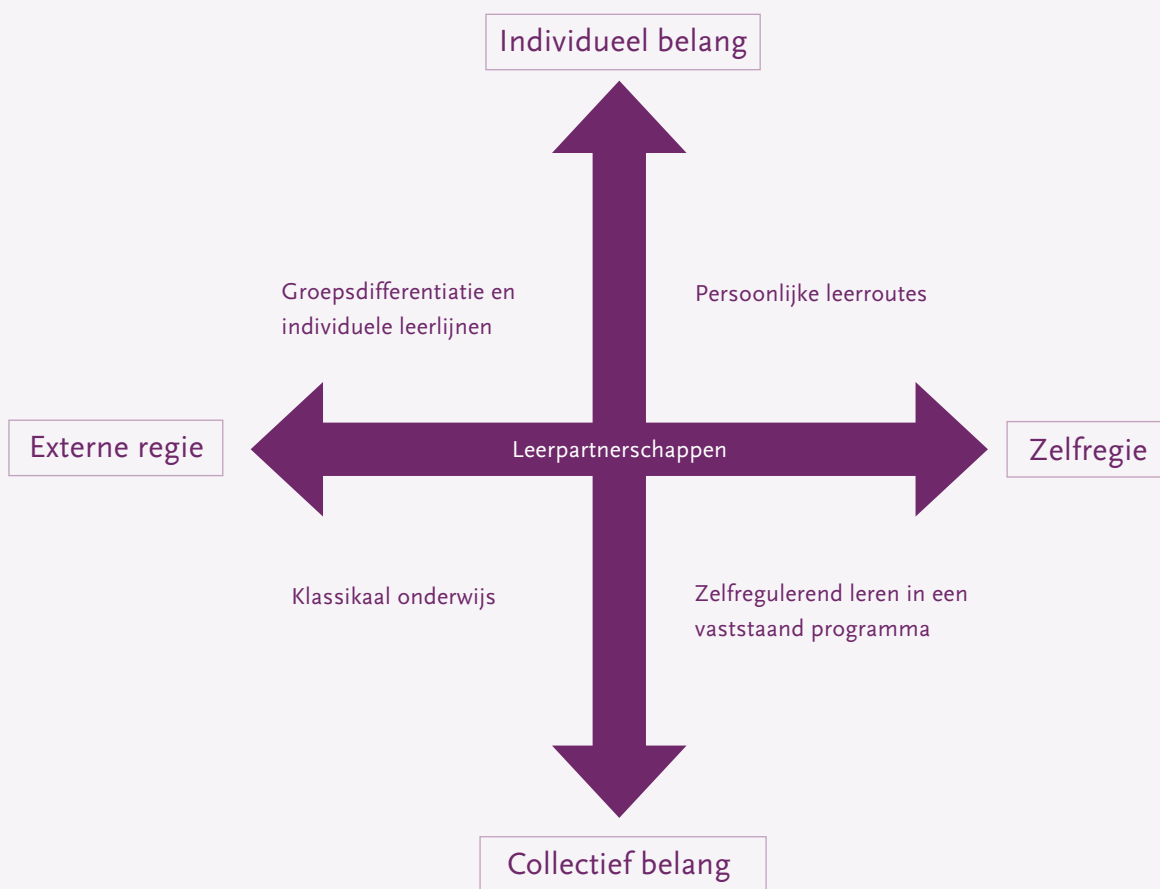 Individueel belang
Groepsdifferentiatie en
individuele leerlijnen
Persoonlijke leerroutes
Externe regie
Leerpartnerschappen
Zelfregie
Klassikaal onderwijs
Zelfregulerend leren in een
vaststaand programma
Collectief belang